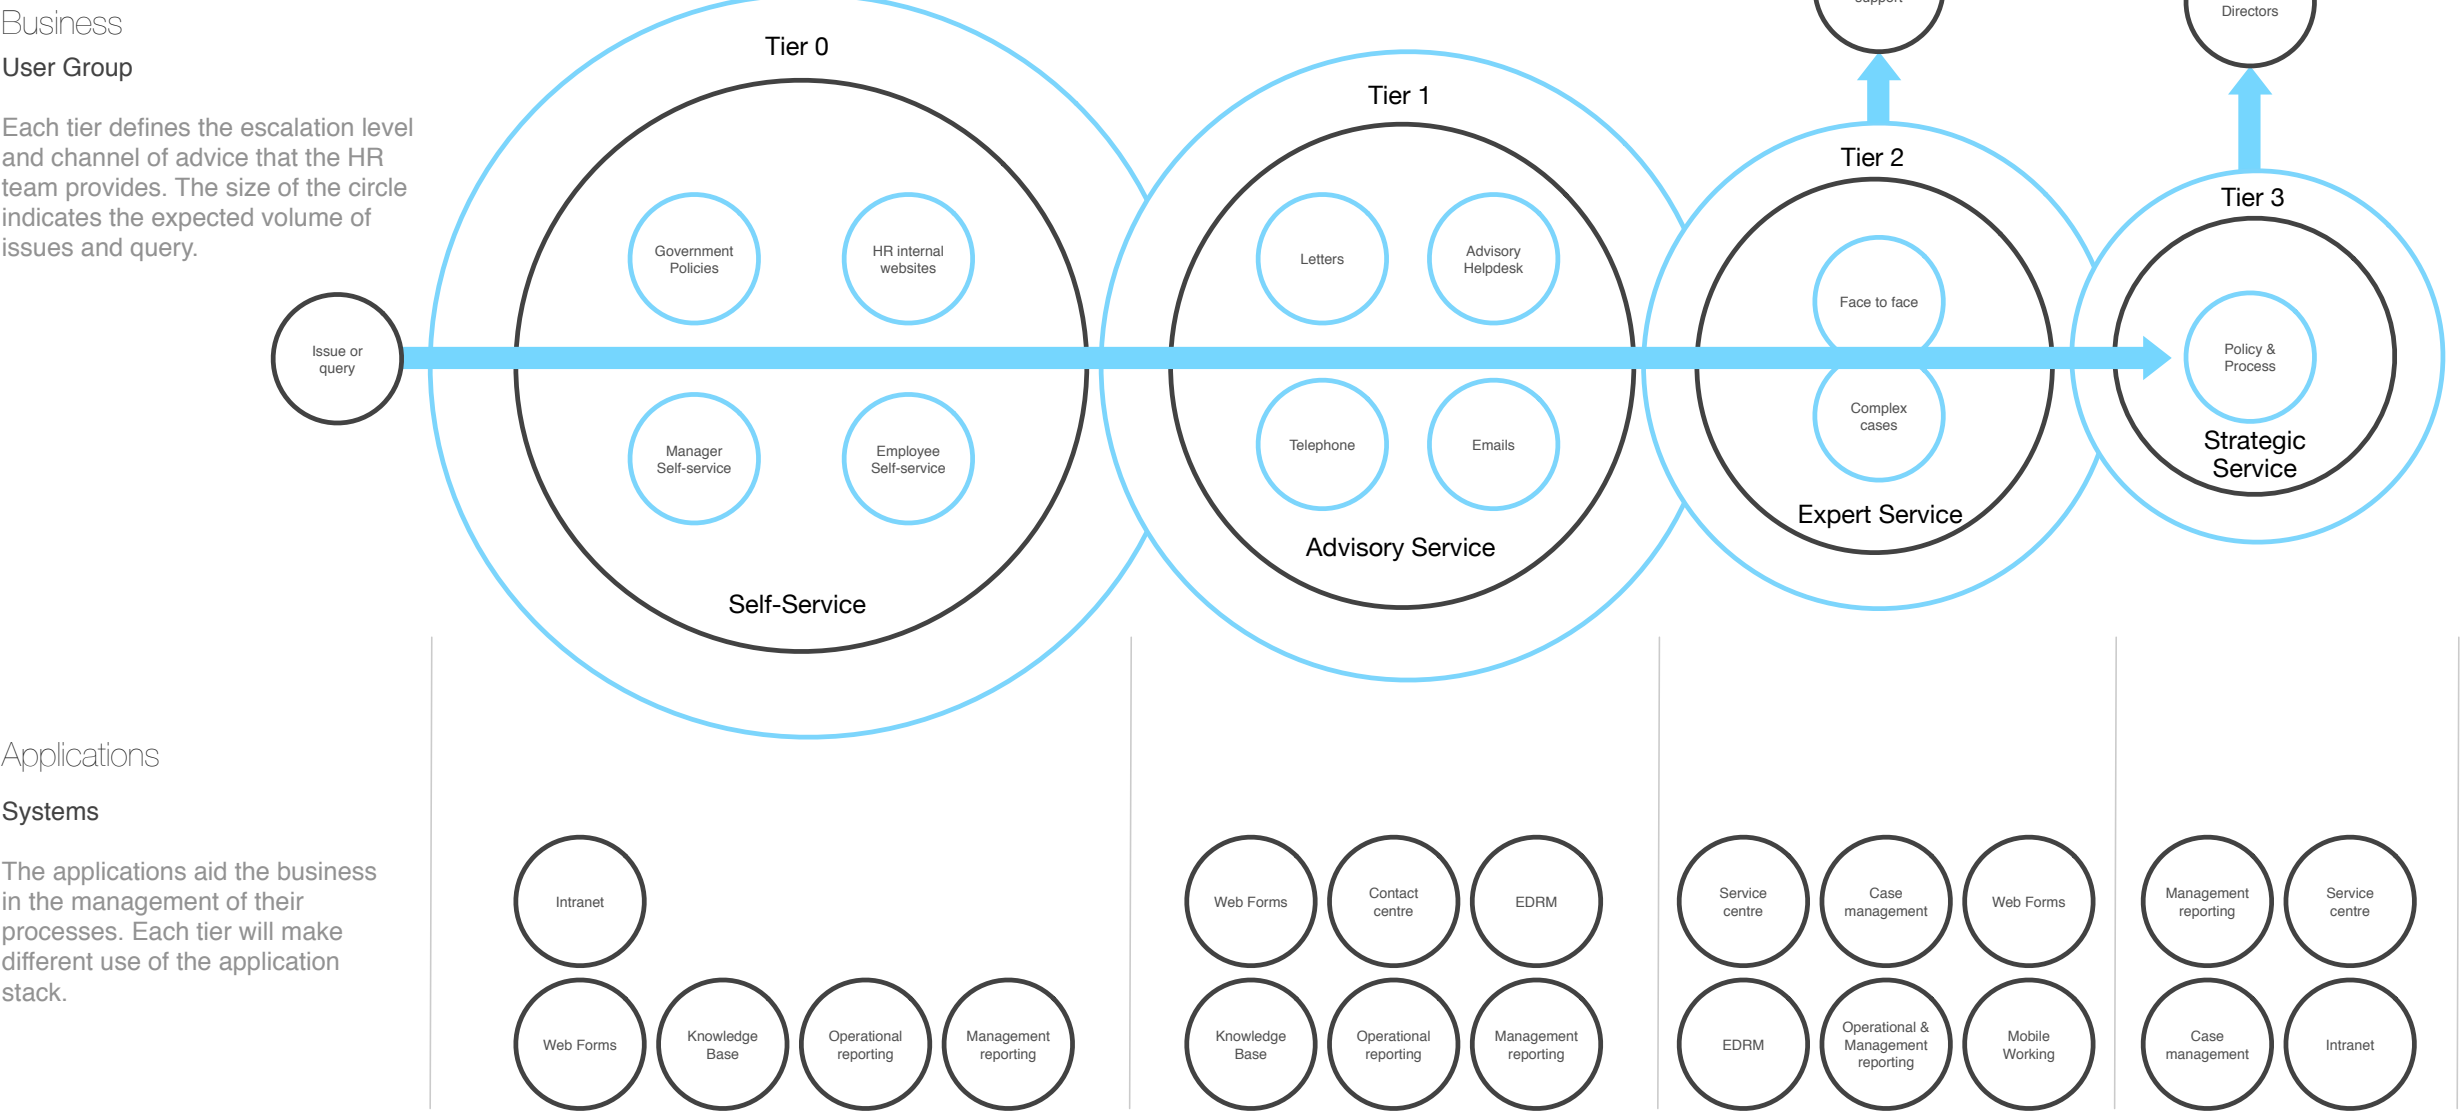 Business
User Group
Each tier defines the escalation level
and channel of advice that the HR
team provides. The size of the circle
indicates the expected volume of
issues and query.
support
Directors
Tier 0
Tier 1
Tier 2
Tier 3
Issue or
query
Government
Policies
HR internal
websites
Manager
Self-service
Employee
Self-service
Self-Service
Letters
Advisory
Helpdesk
Telephone
Emails
Advisory Service
Face to face
Complex
cases
Expert Service
Policy &
Process
Strategic
Service
Applications
Systems
The applications aid the business
in the management of their
processes. Each tier will make
different use of the application
stack.
Intranet
Web Forms
Knowledge
Base
Operational
reporting
Management
reporting
Web Forms
Contact
centre
EDRM
Knowledge
Base
Operational
reporting
Management
reporting
Service
centre
Case
management
Web Forms
EDRM
Operational &
Management
reporting
Mobile
Working
Management
reporting
Service
centre
Case
management
Intranet